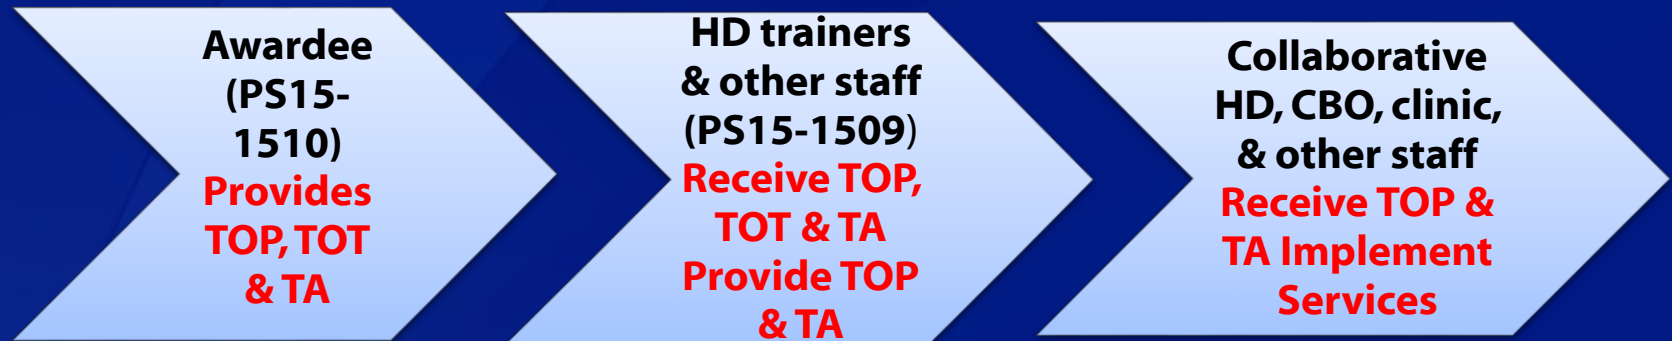 Awardee
(PS15-
1510)
Provides
TOP, TOT
& TA
HD trainers
& other staff
(PS15-1509)
Receive TOP,
TOT & TA
Provide TOP
& TA
Collaborative
HD, CBO, clinic,
& other staff
Receive TOP &
TA Implement
Services